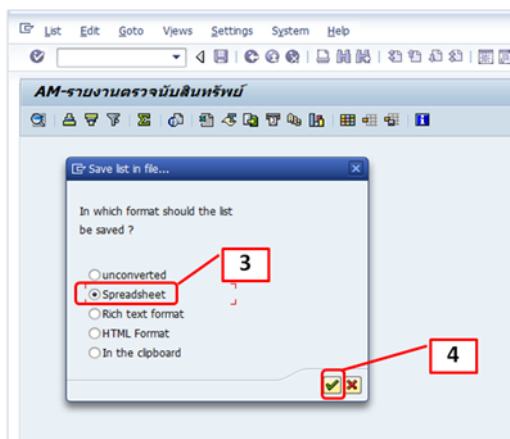 List Edit Goto Views Settings System Help
AM-รายงานตรวจนับสินทรัพย์
Save list in file...
In which format should the list
be saved ?
unconverted
Spreadsheet
3
Rich text format
HTML Format
In the clipboard
4